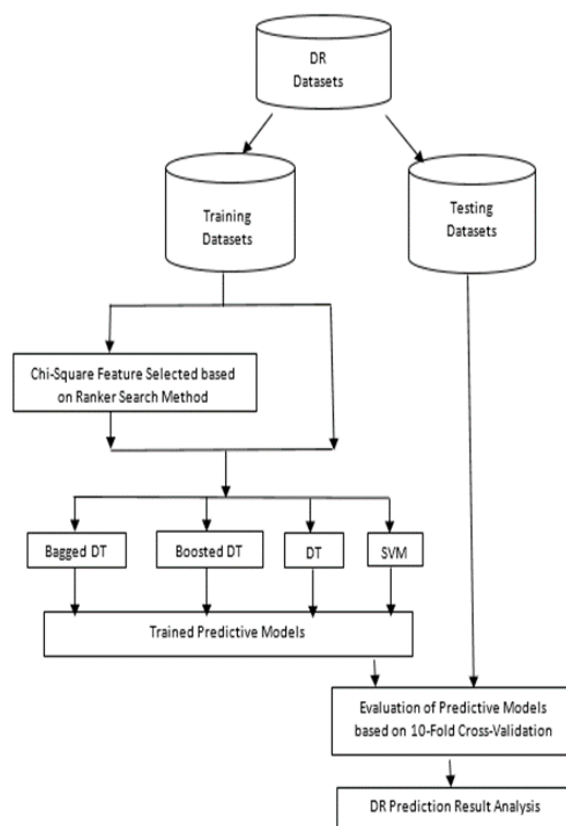 DR
Datasets
Training
Datasets
Testing
Datasets
Chi-Square Feature Selected based
on Ranker Search Method
Bagged DT
Boosted DT
DT
SVM
Trained Predictive Models
Evaluation of Predictive Models
based on 10-Fold Cross-Validation
DR Prediction Result Analysis